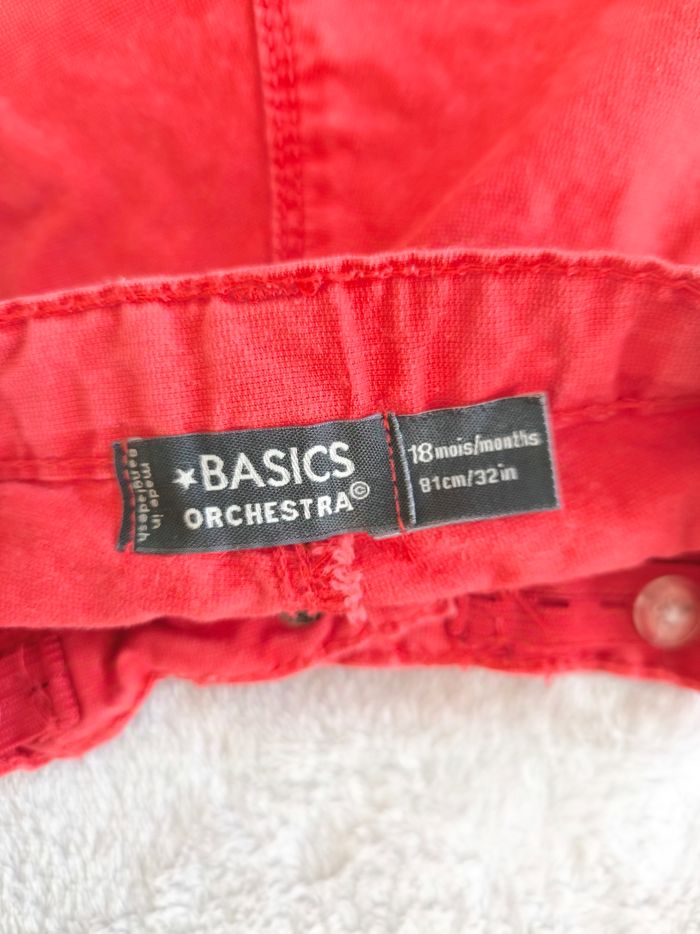 made in
Bangladesh
★BASICS
ORCHESTRA©
18 mois/months
81cm/32in